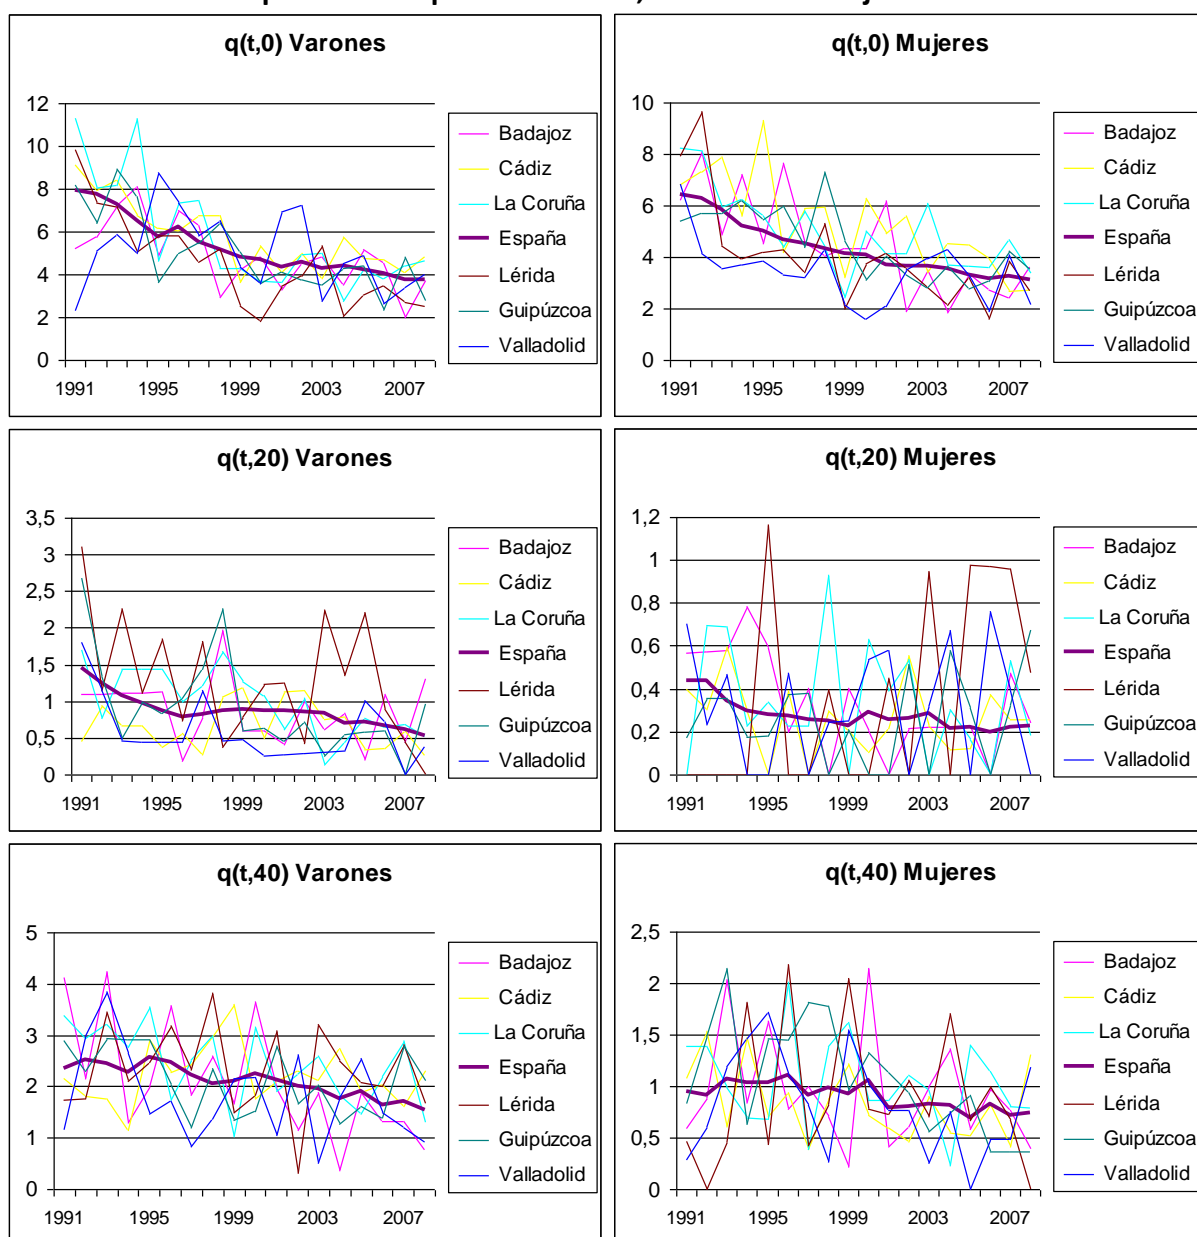 q(t,0) Varones
12
10
8
6
4
2
0
1991 1995 1999 2003 2007
Badajoz
Cádiz
La Coruña
España
Lérida
Guipúzcoa
Valladolid
q(t,0) Mujeres
10
8
6
4
2
0
1991 1995 1999 2003 2007
Badajoz
Cádiz
La Coruña
España
Lérida
Guipúzcoa
Valladolid
q(t,20) Varones
3,5
3
2,5
2
1,5
1
0,5
0
1991 1995 1999 2003 2007
Badajoz
Cádiz
La Coruña
España
Lérida
Guipúzcoa
Valladolid
q(t,20) Mujeres
1,2
1
0,8
0,6
0,4
0,2
0
1991 1995 1999 2003 2007
Badajoz
Cádiz
La Coruña
España
Lérida
Guipúzcoa
Valladolid
q(t,40) Varones
5
4
3
2
1
0
1991 1995 1999 2003 2007
Badajoz
Cádiz
La Coruña
España
Lérida
Guipúzcoa
Valladolid
q(t,40) Mujeres
2,5
2
1,5
1
0,5
0
1991 1995 1999 2003 2007
Badajoz
Cádiz
La Coruña
España
Lérida
Guipúzcoa
Valladolid